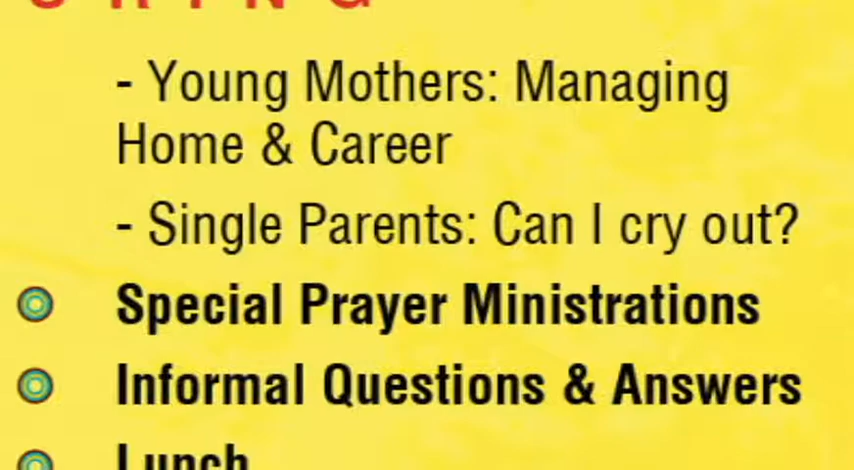 - Young Mothers: Managing
Home & Career
- Single Parents: Can I cry out?
Special Prayer Ministrations
Informal Questions & Answers
Lunch